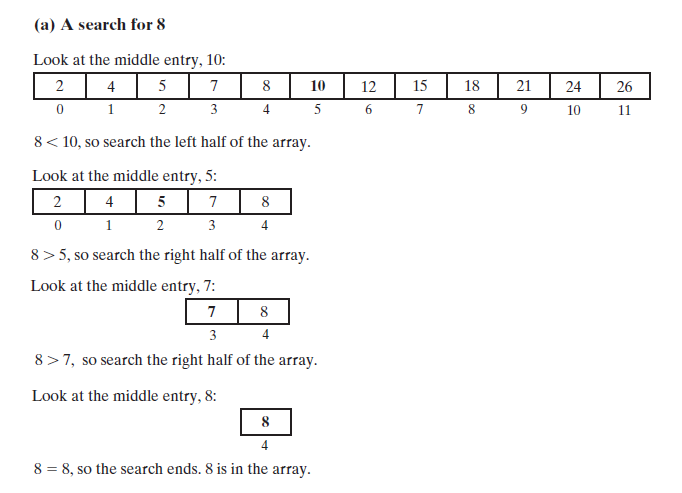 (a) A search for 8
Look at the middle entry, 10:
2 4 5 7 8 10 12 15 18 21 24 26
0 1 2 3 4 5 6 7 8 9 10 11
8 < 10, so search the left half of the array.
Look at the middle entry, 5:
2 4 5 7 8
0 1 2 3 4
8 > 5, so search the right half of the array.
Look at the middle entry, 7:
7 8
3 4
8 > 7, so search the right half of the array.
Look at the middle entry, 8:
8
4
8 = 8, so the search ends. 8 is in the array.